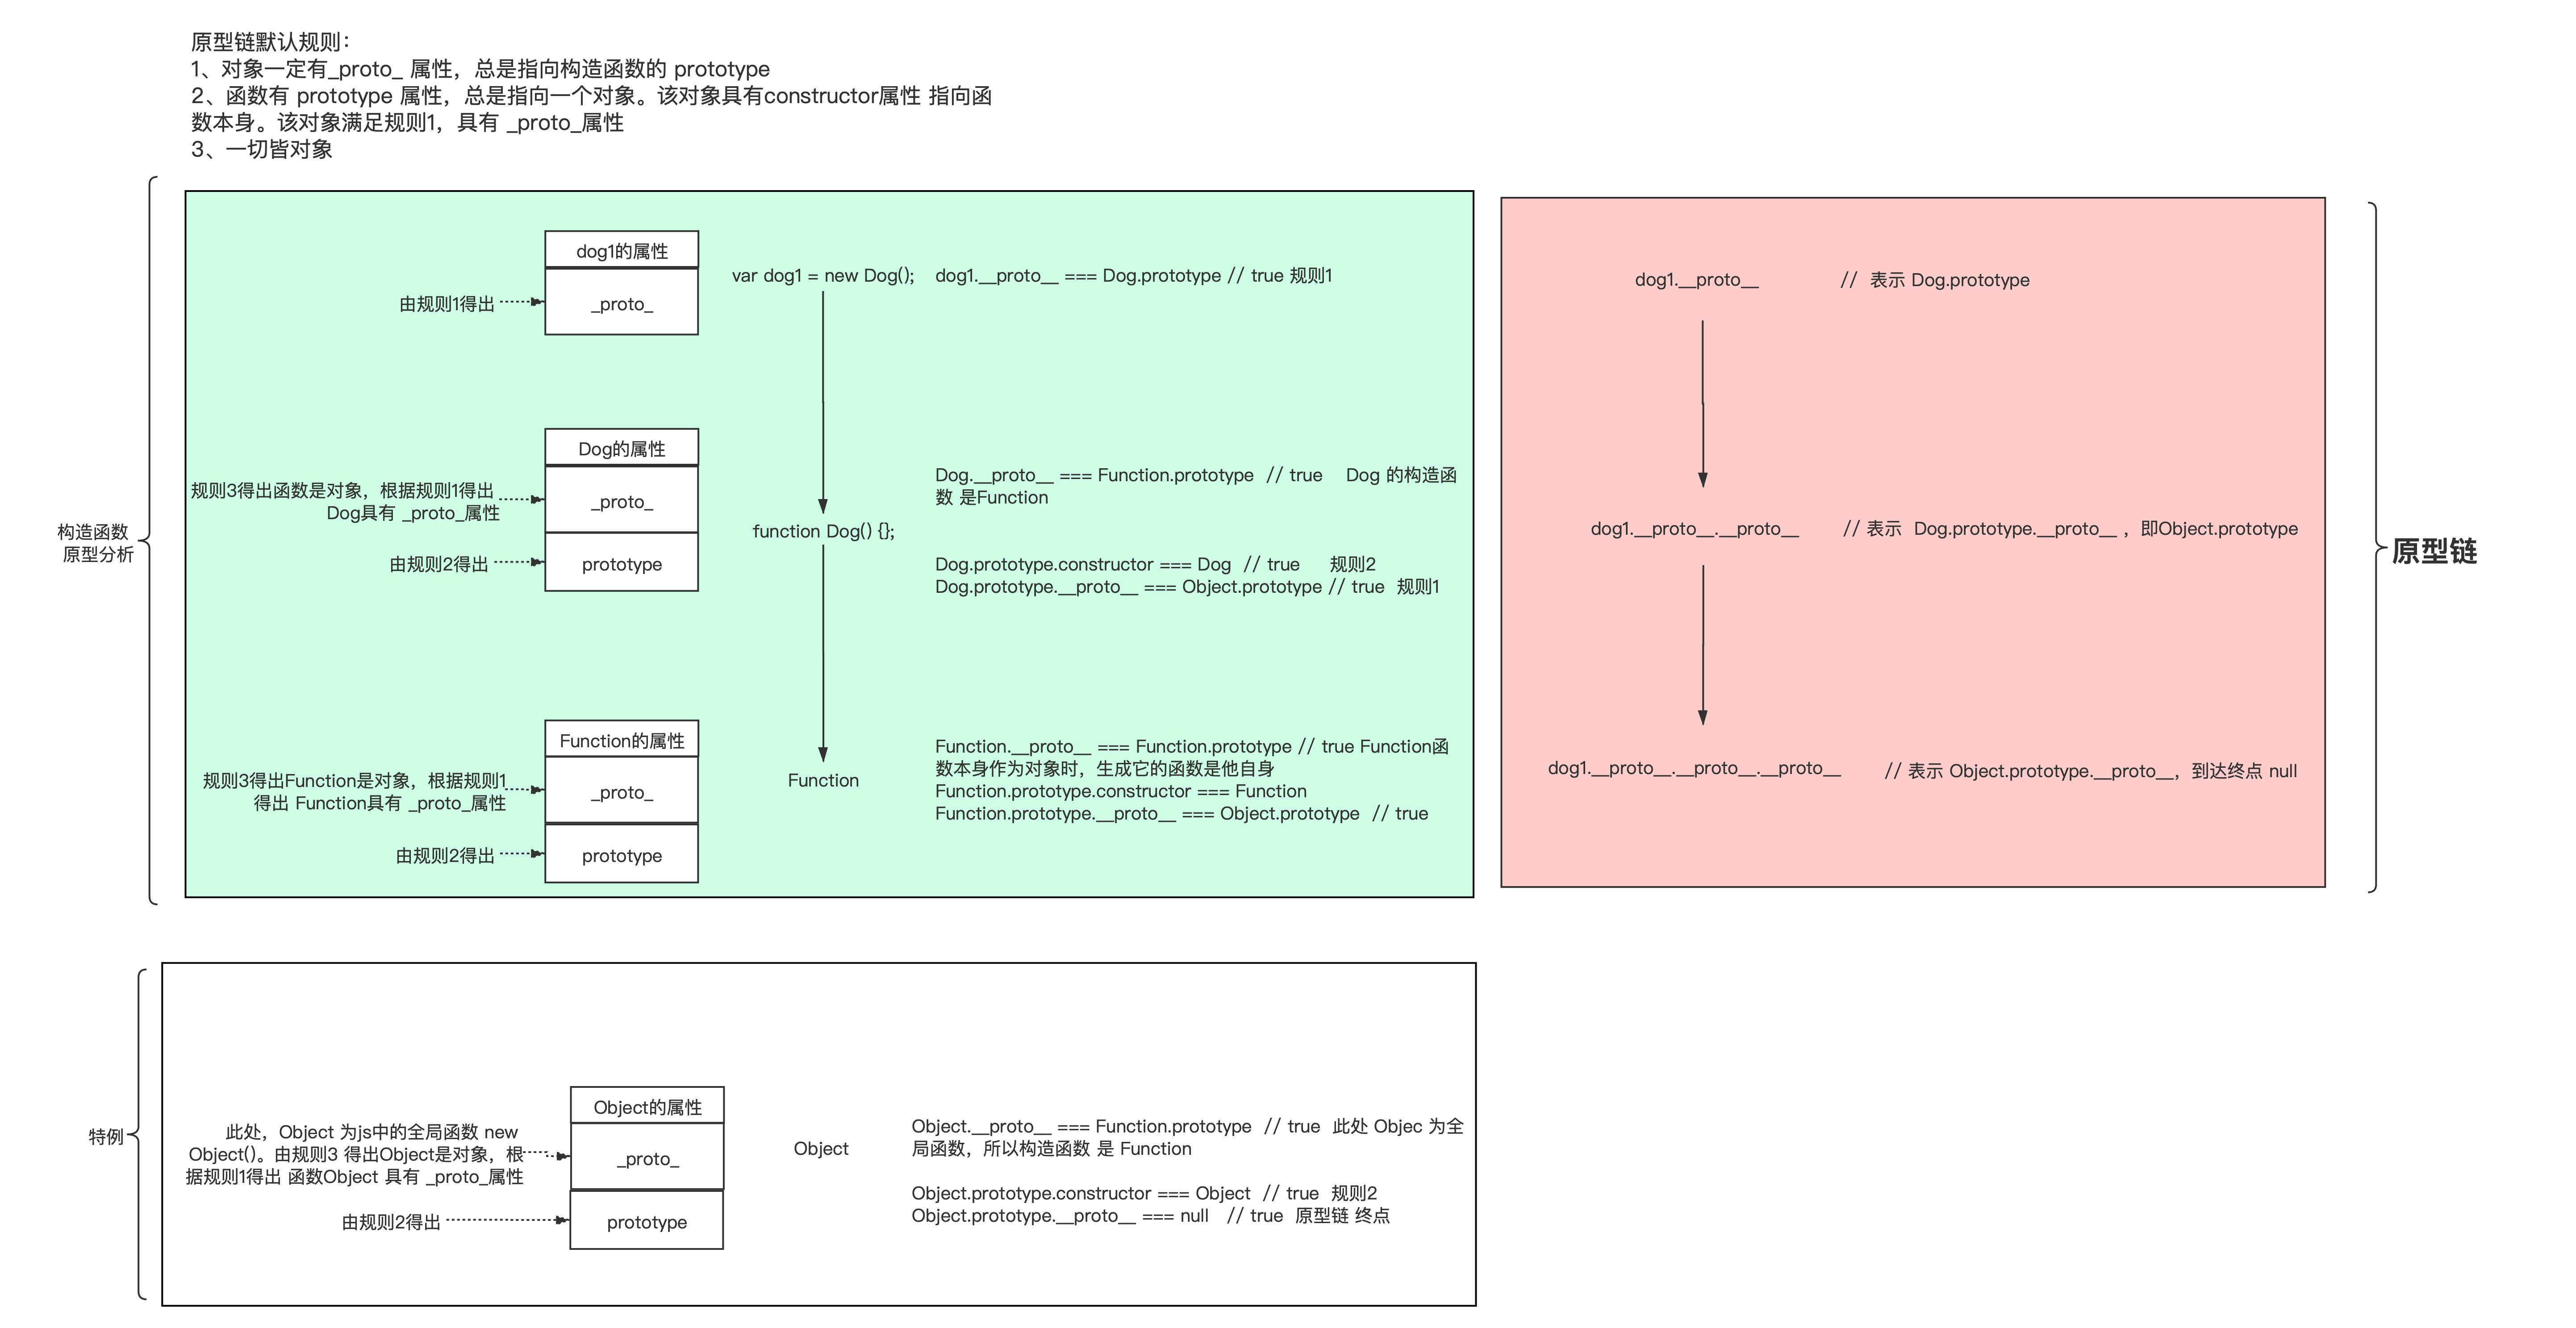 原型链默认规则：
1、对象一定有_proto_ 属性，总是指向构造函数的 prototype
2、函数有 prototype 属性，总是指向一个对象。该对象具有constructor属性 指向函
数本身。该对象满足规则1，具有 _proto_属性
3、一切皆对象
构造函数
原型分析
dog1的属性
_proto_
由规则1得出
var dog1 = new Dog();
dog1.__proto__ === Dog.prototype // true 规则1
Dog的属性
_proto_
prototype
规则3得出函数是对象，根据规则1得出
Dog具有 _proto_属性
由规则2得出
function Dog() {};
Dog.__proto__ === Function.prototype // true Dog 的构造函
数 是Function
Dog.prototype.constructor === Dog // true 规则2
Dog.prototype.__proto__ === Object.prototype // true 规则1
Function的属性
_proto_
prototype
规则3得出Function是对象，根据规则1
得出 Function具有 _proto_属性
由规则2得出
Function
Function.__proto__ === Function.prototype // true Function函
数本身作为对象时，生成它的函数是他自身
Function.prototype.constructor === Function
Function.prototype.__proto__ === Object.prototype // true
dog1.__proto__ // 表示 Dog.prototype
dog1.__proto__.__proto__ // 表示 Dog.prototype.__proto__ ，即Object.prototype
dog1.__proto__.__proto__.__proto__ // 表示 Object.prototype.__proto__，到达终点 null
原型链
特例
Object的属性
_proto_
prototype
此处，Object 为js中的全局函数 new
Object()。由规则3 得出Object是对象，根
据规则1得出 函数Object 具有 _proto_属性
由规则2得出
Object
Object.__proto__ === Function.prototype // true 此处 Objec 为全
局函数，所以构造函数 是 Function
Object.prototype.constructor === Object // true 规则2
Object.prototype.__proto__ === null // true 原型链 终点